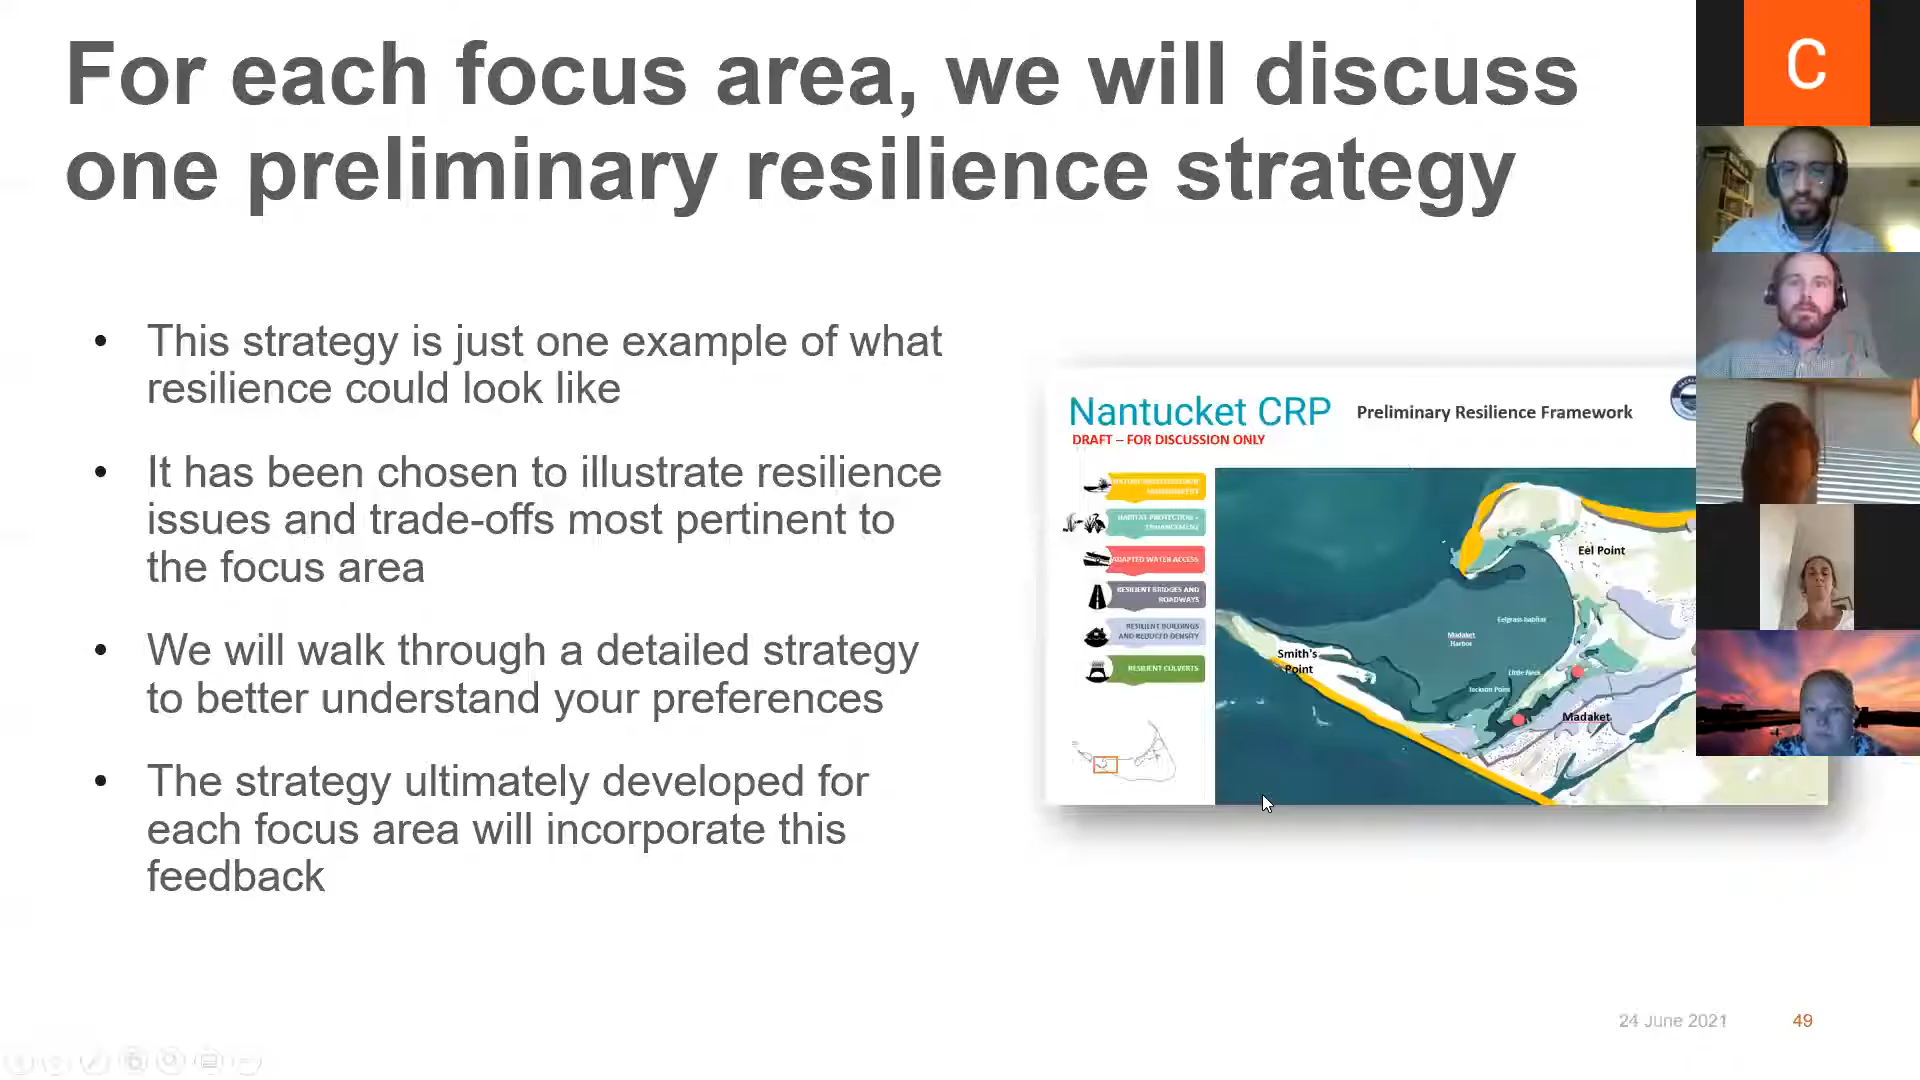 For each focus area, we will discuss
one preliminary resilience strategy
• This strategy is just one example of what
resilience could look like
• It has been chosen to illustrate resilience
issues and trade-offs most pertinent to
the focus area
• We will walk through a detailed strategy
to better understand your preferences
• The strategy ultimately developed for
each focus area will incorporate this
feedback
Nantucket CRP
Preliminary Resilience Framework
DRAFT – FOR DISCUSSION ONLY
HABITAT PROTECTION +
ENHANCEMENT
ADAPTED WATER ACCESS
RESILIENT BRIDGES AND
ROADWAYS
RESILIENT BUILDINGS
AND REDUCED DENSITY
RESILIENT CULVERTS
Eel Point
Eelgrass habitat
Madaket
Harbor
Smith's
Point
Little Neck
Jackson Point
Madaket
C
24 June 2021
49